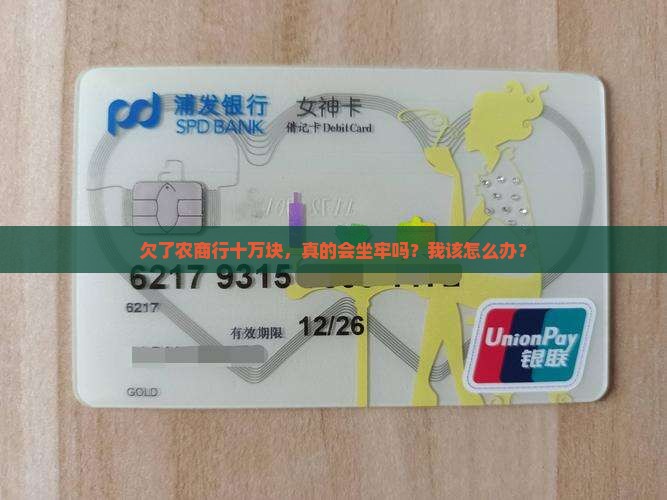 浦发银行
SPD BANK
女神卡
借记卡 Debit Card
欠了农商行十万块，真的会坐牢吗？我该怎么办？
6217 9315
6217
有效期限 12/26
GOLD
UnionPay
银联